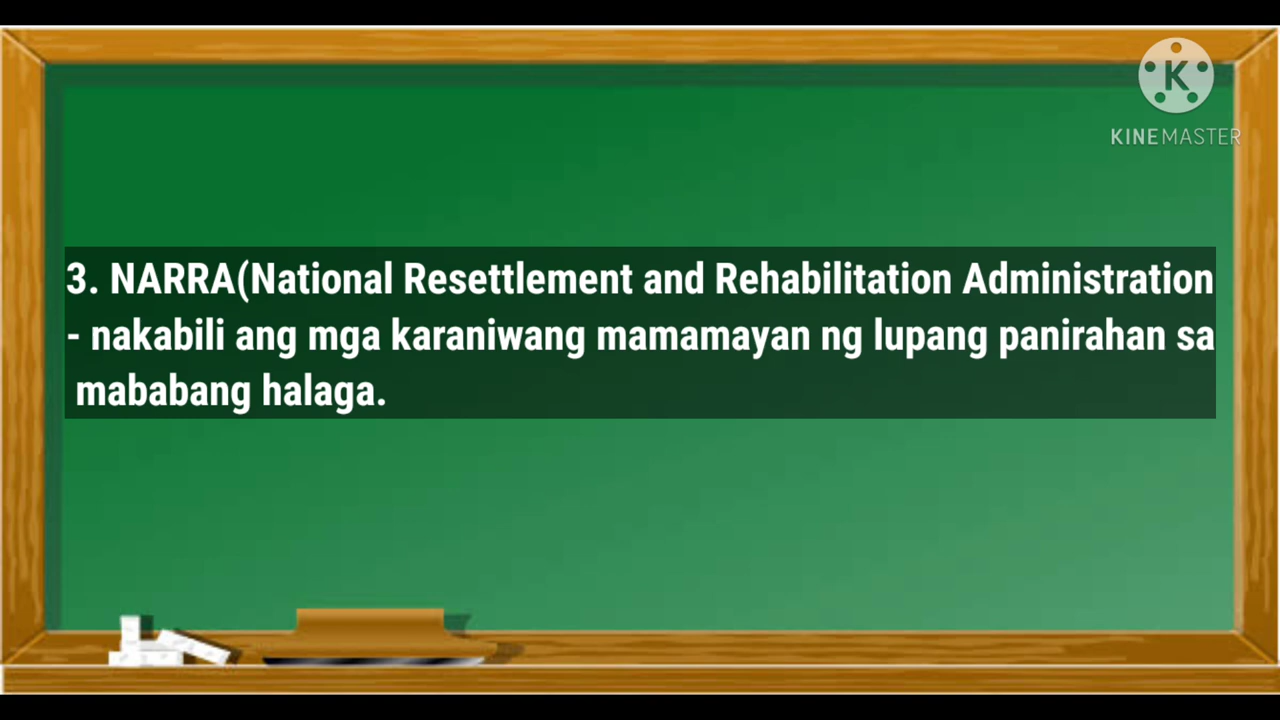 K
KINEMASTER
3. NARRA(National Resettlement and Rehabilitation Administration
- nakabili ang mga karaniwang mamamayan ng lupang panirahan sa
mababang halaga.